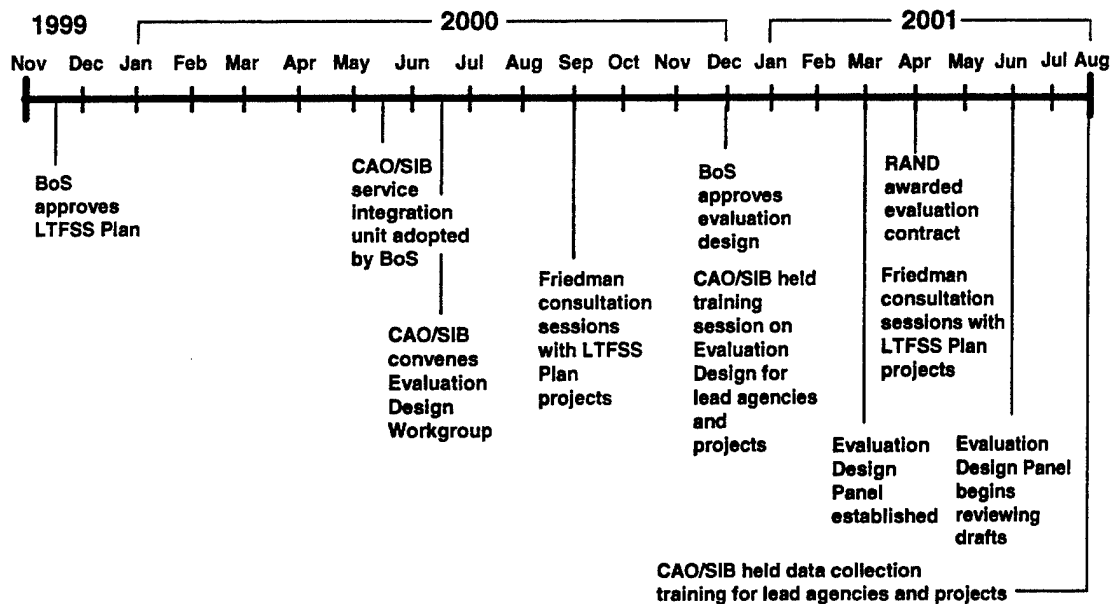 1999
2000
2001
Nov Dec Jan Feb Mar Apr May Jun Jul Aug Sep Oct Nov Dec Jan Feb Mar Apr May Jun Jul Aug
BoS
approves
LTFSS Plan
CAO/SIB
service
integration
unit adopted
by BoS
CAO/SIB
convenes
Evaluation
Design
Workgroup
Friedman
consultation
sessions
with LTFSS
Plan
projects
BoS
approves
evaluation
design
CAO/SIB held
training
session on
Evaluation
Design for
lead agencies
and
projects
RAND
awarded
evaluation
contract
Friedman
consultation
sessions with
LTFSS Plan
projects
Evaluation
Design
Panel
established
Evaluation
Design Panel
begins
reviewing
drafts
CAO/SIB held data collection
training for lead agencies and projects